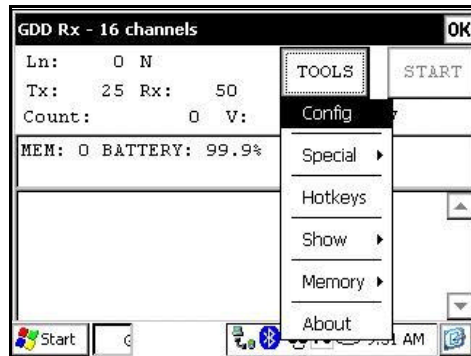 GDD Rx - 16 channels OK
Ln: 0 N
TOOLS START
Tx: 25 Rx: 50
Count: 0 V:
Config
MEM: 0 BATTERY: 99.9%
Special
Hotkeys
Show
Memory
About
Start AM